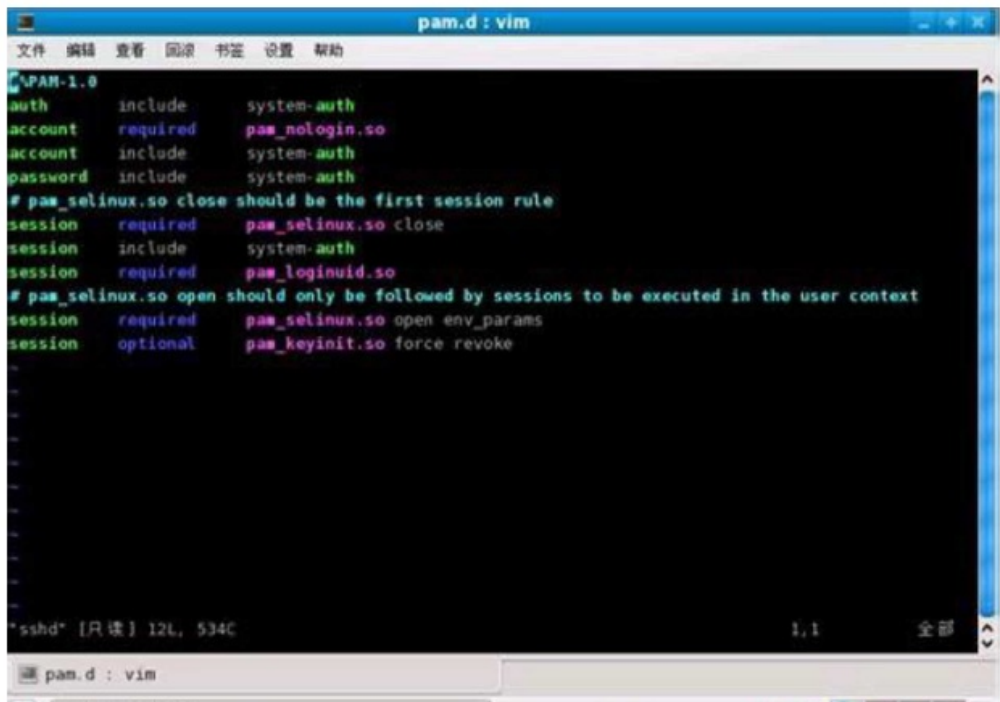 pam.d : vim
文件 编辑 查看 回滚 书签 设置 帮助
#%PAM-1.0
auth include system-auth
account required pam_nologin.so
account include system-auth
password include system-auth
# pam_selinux.so close should be the first session rule
session required pam_selinux.so close
session include system-auth
session required pam_loginuid.so
# pam_selinux.so open should only be followed by sessions to be executed in the user context
session required pam_selinux.so open env_params
session optional pam_keyinit.so force revoke
~
~
~
~
~
~
~
~
~
~
~
"sshd" [只读] 12L, 534C 1,1 全部
pam.d : vim